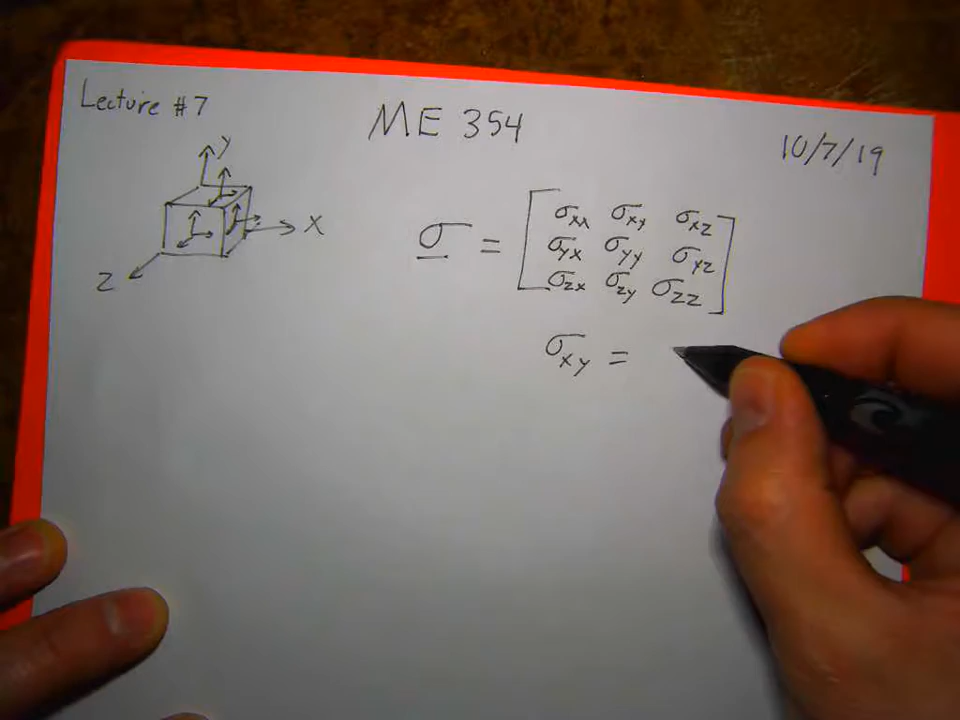 Lecture #7
ME 354
10/7/19
y
x
z
σ = [ σxx σxy σxz
σyx σyy σyz
σzx σzy σzz ]
σxy =